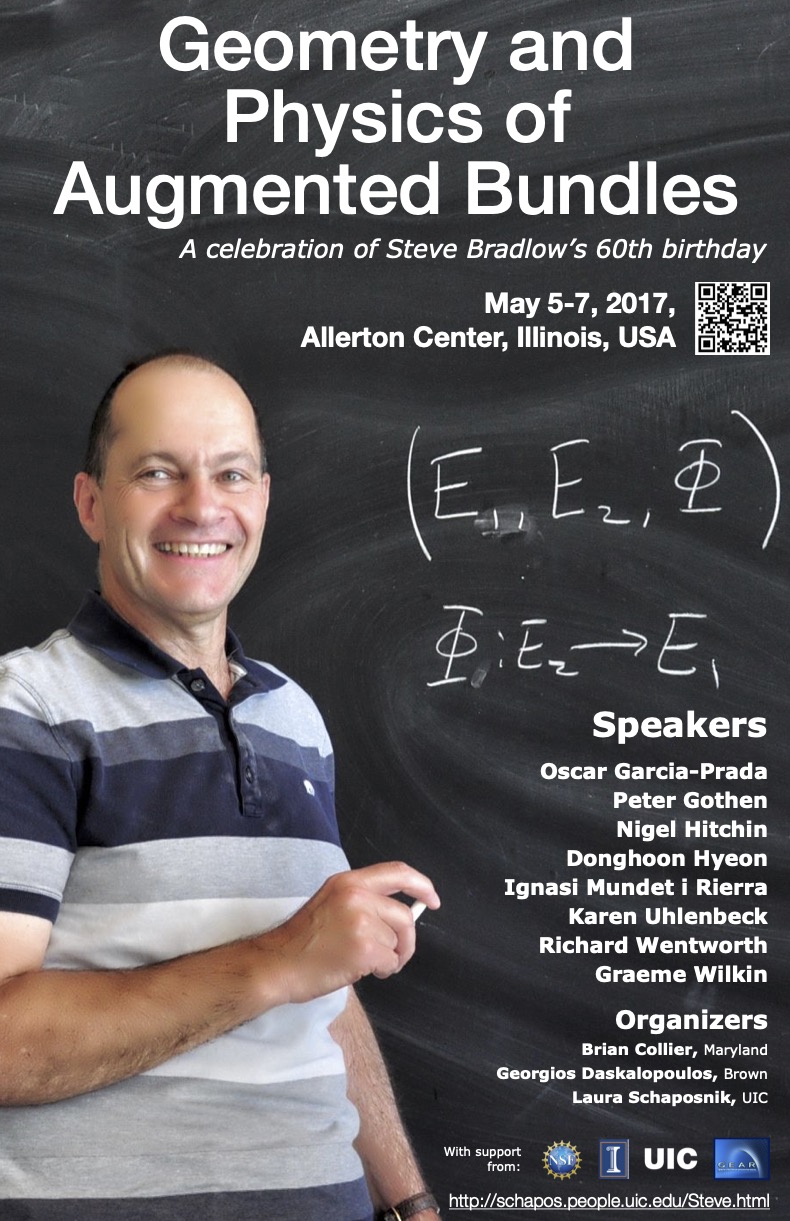 Geometry and
Physics of
Augmented Bundles
A celebration of Steve Bradlow’s 60th birthday
May 5-7, 2017,
Allerton Center, Illinois, USA
(E₁, E₂, Φ)
Φ : E₂ → E₁
Speakers
Oscar Garcia-Prada
Peter Gothen
Nigel Hitchin
Donghoon Hyeon
Ignasi Mundet i Rierra
Karen Uhlenbeck
Richard Wentworth
Graeme Wilkin
Organizers
Brian Collier, Maryland
Georgios Daskalopoulos, Brown
Laura Schaposnik, UIC
With support
from:
NSF I UIC GEAR
http://schapos.people.uic.edu/Steve.html